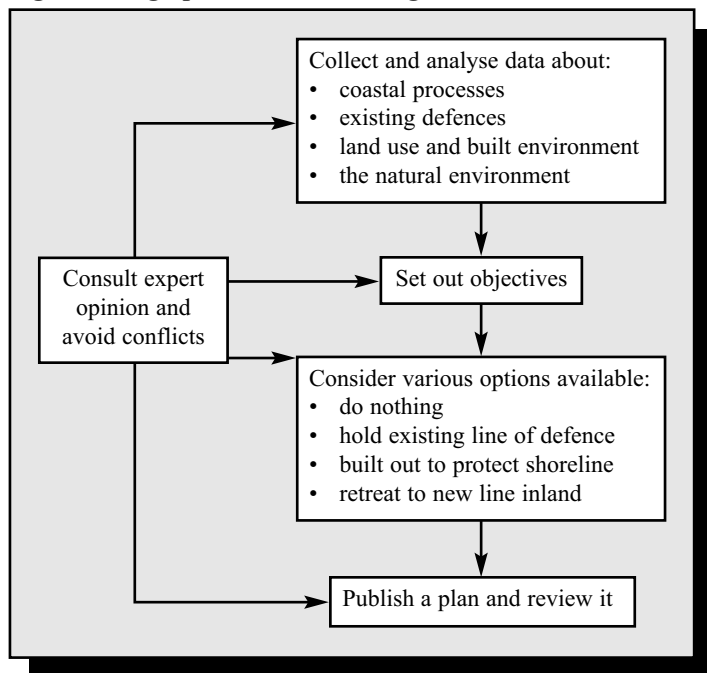 Collect and analyse data about:
• coastal processes
• existing defences
• land use and built environment
• the natural environment
Consult expert
opinion and
avoid conflicts
Set out objectives
Consider various options available:
• do nothing
• hold existing line of defence
• built out to protect shoreline
• retreat to new line inland
Publish a plan and review it